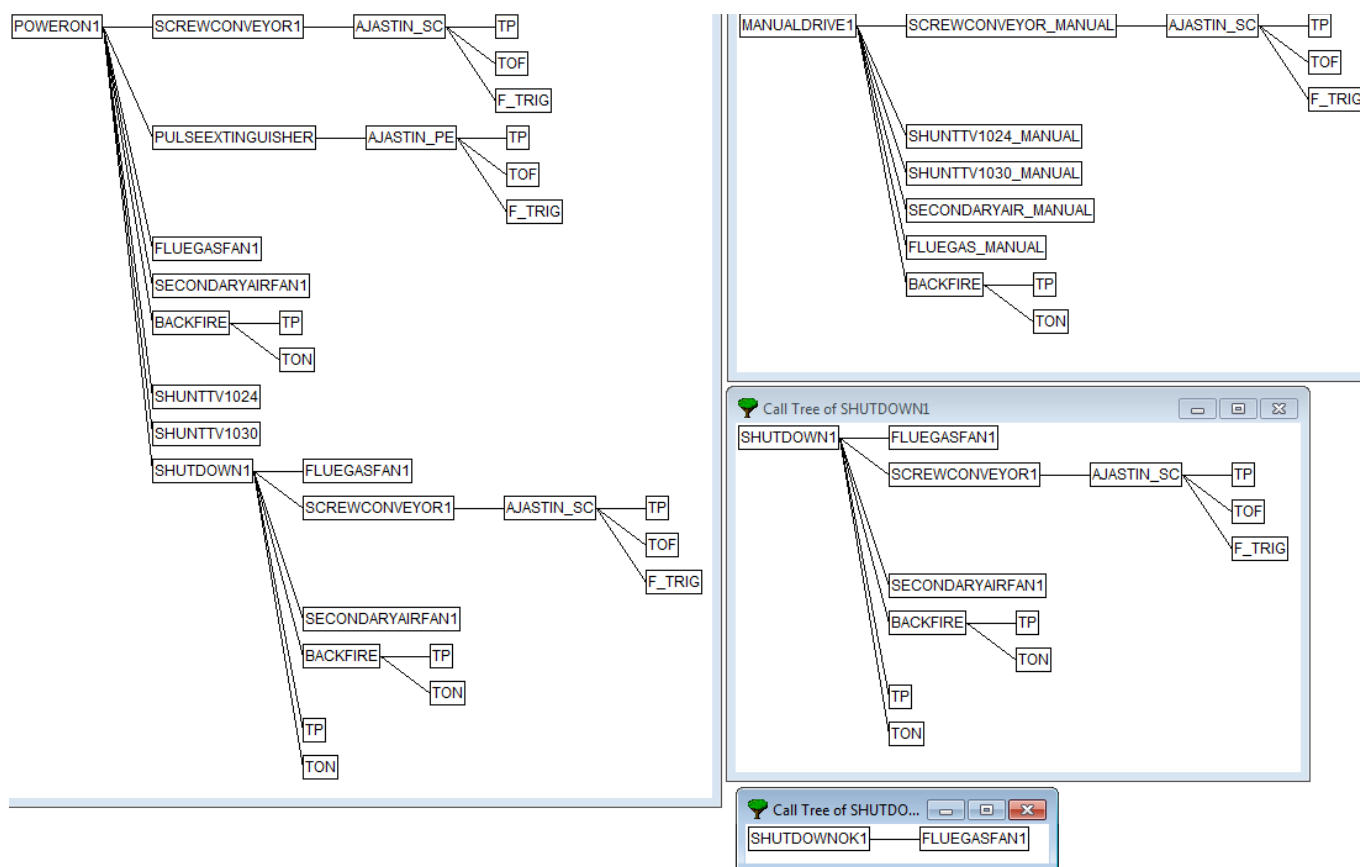 POWERON1 SCREWCONVEYOR1 AJASTIN_SC TP
TOF
F_TRIG
PULSEEXTINGUISHER AJASTIN_PE TP
TOF
F_TRIG
FLUEGASFAN1
SECONDARYAIRFAN1
BACKFIRE TP
TON
SHUNTTV1024
SHUNTTV1030
SHUTDOWN1 FLUEGASFAN1
SCREWCONVEYOR1 AJASTIN_SC TP
TOF
F_TRIG
SECONDARYAIRFAN1
BACKFIRE TP
TON
TP
TON
MANUALDRIVE1 SCREWCONVEYOR_MANUAL AJASTIN_SC TP
TOF
F_TRIG
SHUNTTV1024_MANUAL
SHUNTTV1030_MANUAL
SECONDARYAIR_MANUAL
FLUEGAS_MANUAL
BACKFIRE TP
TON
Call Tree of SHUTDOWN1
SHUTDOWN1 FLUEGASFAN1
SCREWCONVEYOR1 AJASTIN_SC TP
TOF
F_TRIG
SECONDARYAIRFAN1
BACKFIRE TP
TON
TP
TON
Call Tree of SHUTDO...
SHUTDOWNOK1 FLUEGASFAN1